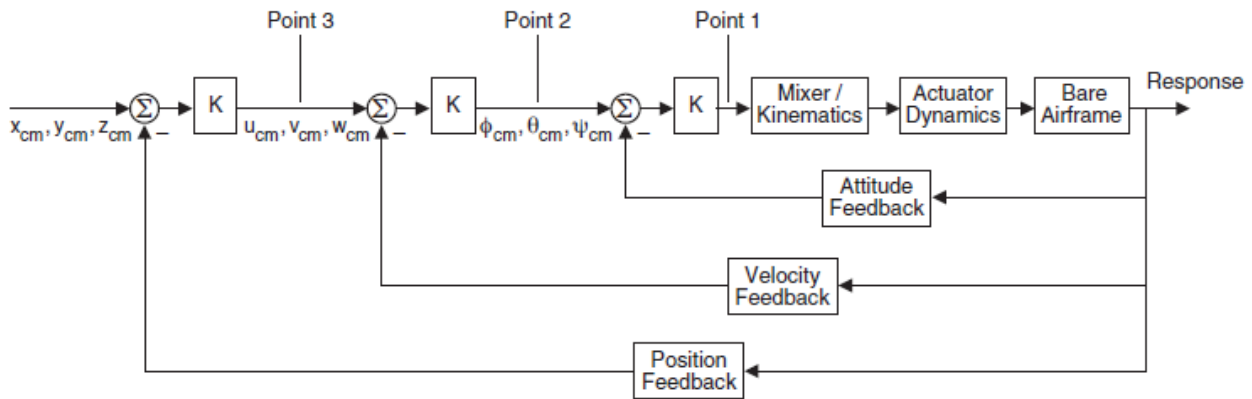 Point 3
Point 2
Point 1
Response
Σ
K
Σ
K
Σ
K
Mixer /
Kinematics
Actuator
Dynamics
Bare
Airframe
x_cm, y_cm, z_cm
−
u_cm, v_cm, w_cm
−
ϕ_cm, θ_cm, ψ_cm
−
Attitude
Feedback
Velocity
Feedback
Position
Feedback